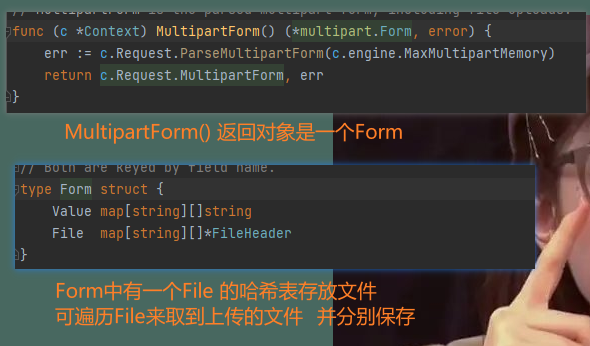 // MultipartForm is the parsed multipart form, including file uploads.
func (c *Context) MultipartForm() (*multipart.Form, error) {
    err := c.Request.ParseMultipartForm(c.engine.MaxMultipartMemory)
    return c.Request.MultipartForm, err
}
MultipartForm() 返回对象是一个Form
// Both are keyed by field name.
type Form struct {
    Value map[string][]string
    File  map[string][]*FileHeader
}
Form中有一个File 的哈希表存放文件
可遍历File来取到上传的文件 并分别保存